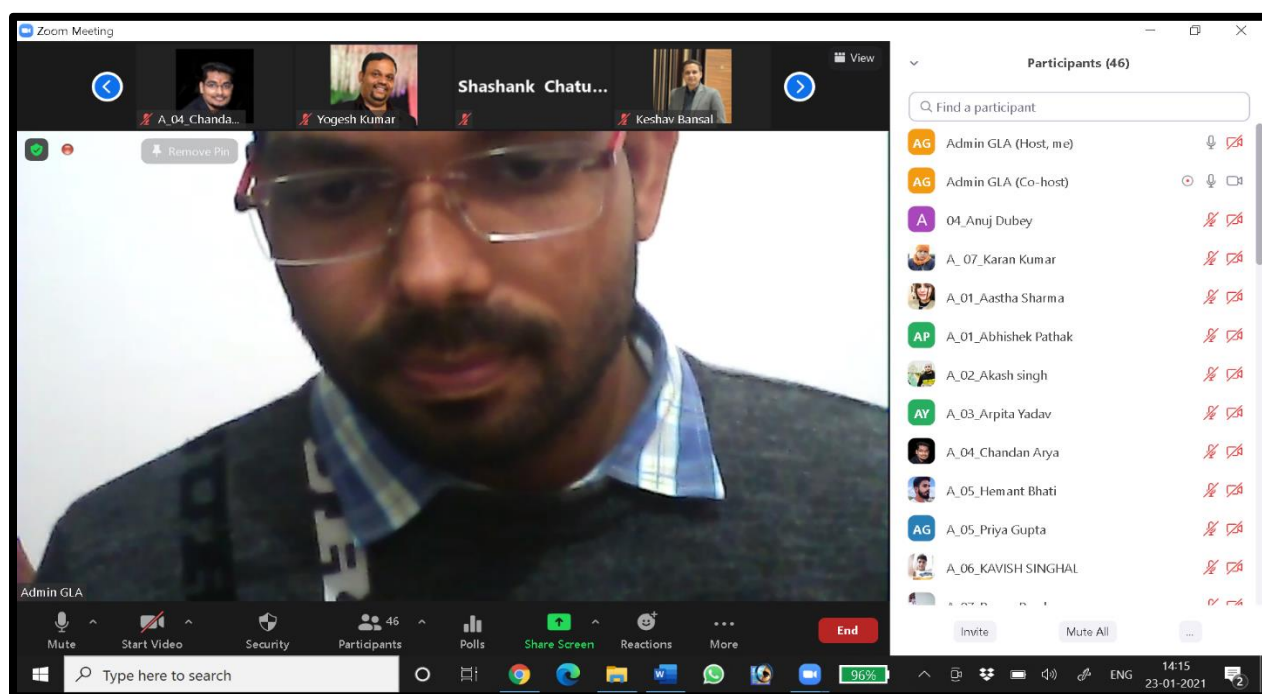 Zoom Meeting
A_04_Chanda...
Yogesh Kumar
Shashank Chatu...
Keshav Bansal
View
Remove Pin
Admin GLA
Participants (46)
Find a participant
AG Admin GLA (Host, me)
AG Admin GLA (Co-host)
A 04_Anuj Dubey
A_ 07_Karan Kumar
A_01_Aastha Sharma
AP A_01_Abhishek Pathak
A_02_Akash singh
AY A_03_Arpita Yadav
A_04_Chandan Arya
A_05_Hemant Bhati
AG A_05_Priya Gupta
A_06_KAVISH SINGHAL
Invite Mute All ...
Mute Start Video Security Participants 46 Polls Share Screen Reactions More End
Type here to search
96%
ENG
14:15
23-01-2021
2